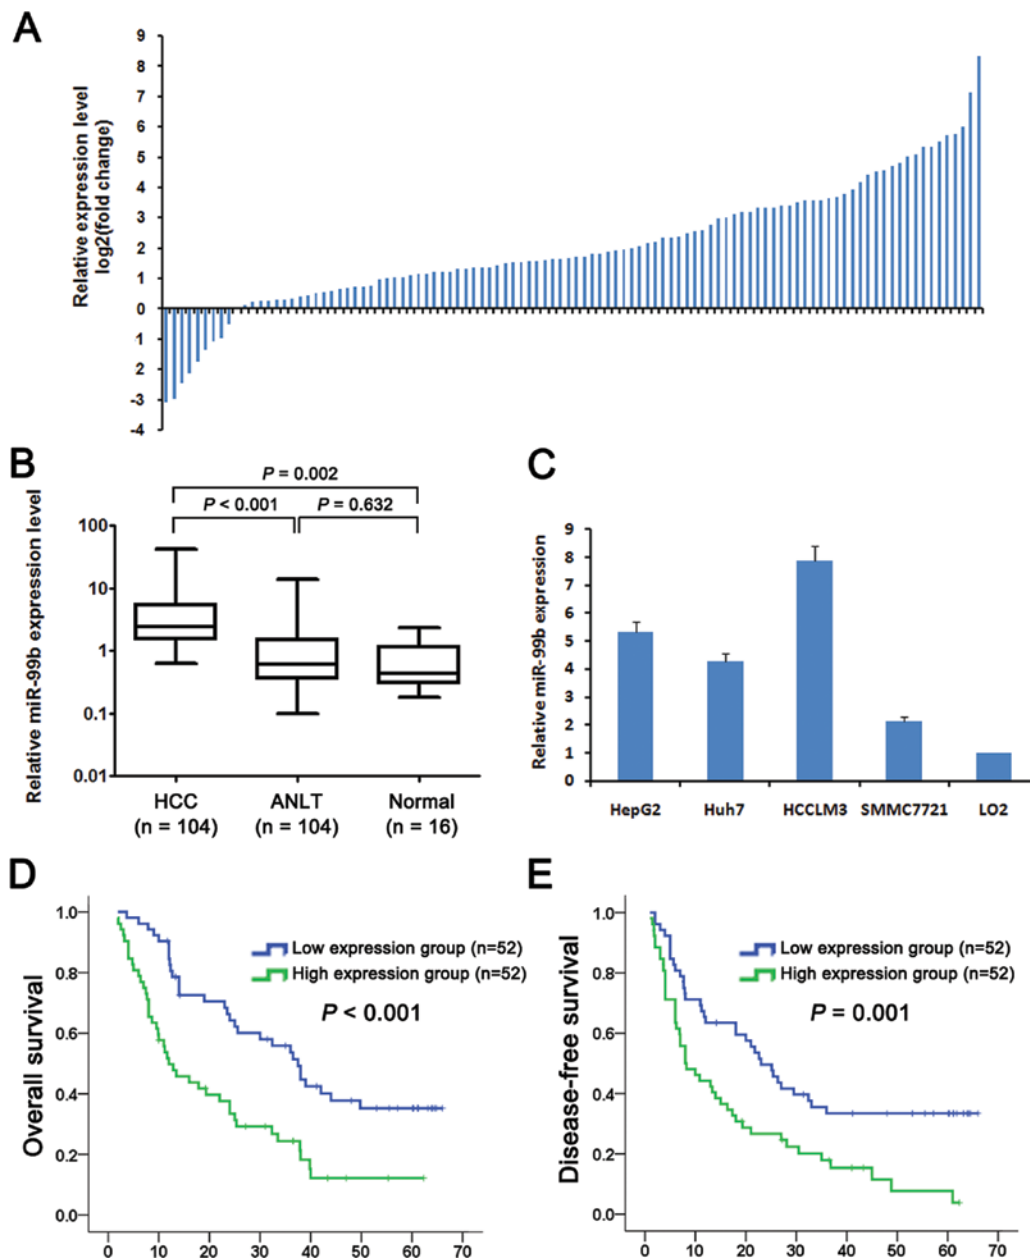 A
Relative expression level
log2(fold change)
9
8
7
6
5
4
3
2
1
0
-1
-2
-3
-4
B
Relative miR-99b expression level
P = 0.002
P < 0.001
P = 0.632
100
10
1
0.1
0.01
HCC
(n = 104)
ANLT
(n = 104)
Normal
(n = 16)
C
Relative miR-99b expression
9
8
7
6
5
4
3
2
1
0
HepG2
Huh7
HCCLM3
SMMC7721
LO2
D
Overall survival
1.0
0.8
0.6
0.4
0.2
0.0
Low expression group (n=52)
High expression group (n=52)
P < 0.001
0
10
20
30
40
50
60
70
E
Disease-free survival
1.0
0.8
0.6
0.4
0.2
0.0
Low expression group (n=52)
High expression group (n=52)
P = 0.001
0
10
20
30
40
50
60
70